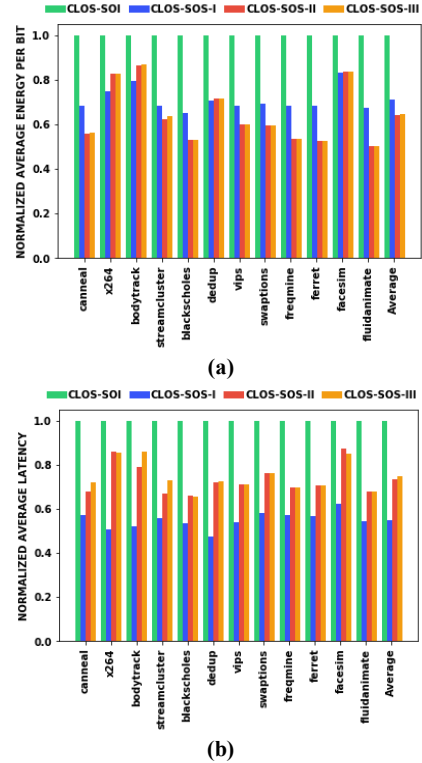 CLOS-SOI CLOS-SOS-I CLOS-SOS-II CLOS-SOS-III
NORMALIZED AVERAGE ENERGY PER BIT
1.0
0.8
0.6
0.4
0.2
0.0
canneal
x264
bodytrack
streamcluster
blackscholes
dedup
vips
swaptions
freqmine
ferret
facesim
fluidanimate
Average
(a)
CLOS-SOI CLOS-SOS-I CLOS-SOS-II CLOS-SOS-III
NORMALIZED AVERAGE LATENCY
1.0
0.8
0.6
0.4
0.2
0.0
canneal
x264
bodytrack
streamcluster
blackscholes
dedup
vips
swaptions
freqmine
ferret
facesim
fluidanimate
Average
(b)